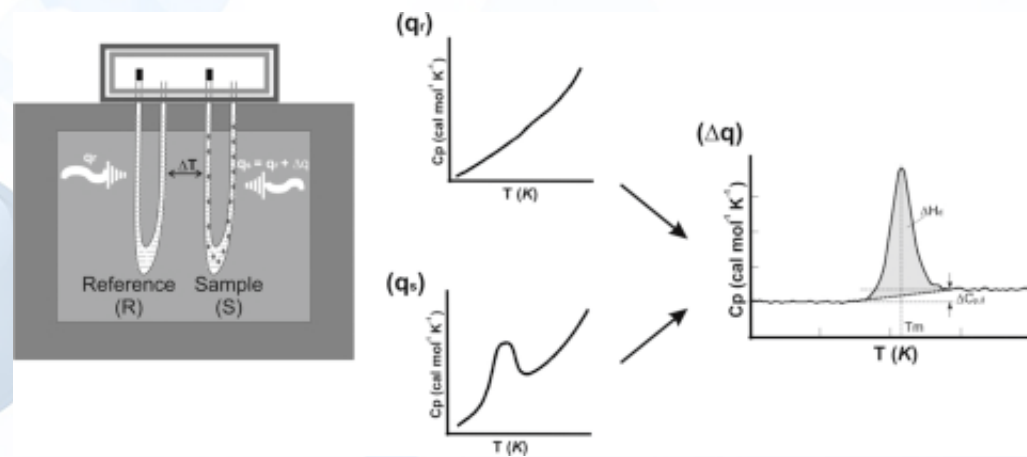 qr
ΔT
qs = qr + Δq
Reference
(R)
Sample
(S)
(qr)
Cp (cal mol⁻¹ K⁻¹)
T (K)
(qs)
Cp (cal mol⁻¹ K⁻¹)
T (K)
(Δq)
Cp (cal mol⁻¹ K⁻¹)
ΔHd
ΔCp,d
Tm
T (K)